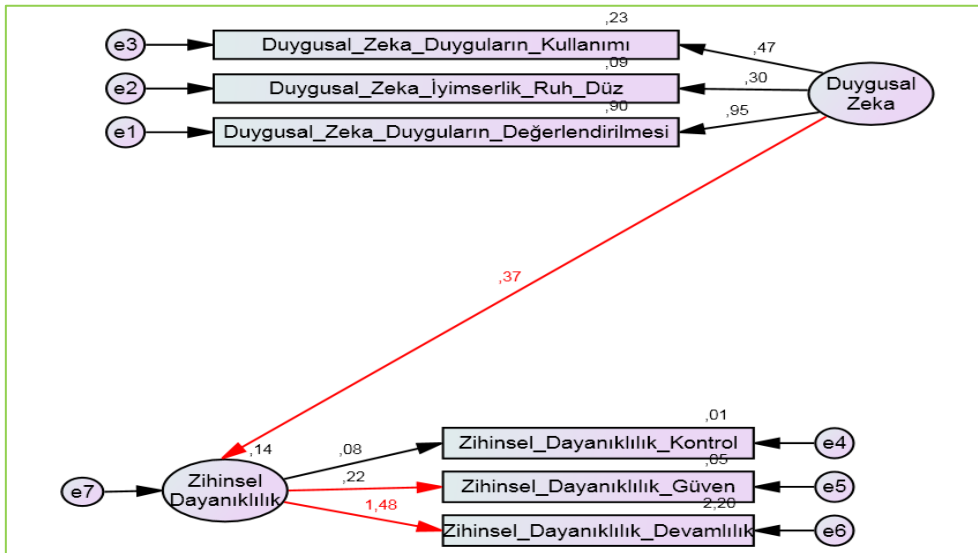 ,23
e3
Duygusal_Zeka_Duyguların_Kullanımı
,47
,09
e2
Duygusal_Zeka_İyimserlik_Ruh_Düz
,30
Duygusal
Zeka
,90
e1
Duygusal_Zeka_Duyguların_Değerlendirilmesi
,95
,37
,01
,14
,08
Zihinsel_Dayanıklılık_Kontrol
e4
,05
e7
Zihinsel
Dayanıklılık
,22
Zihinsel_Dayanıklılık_Güven
e5
1,48
2,20
Zihinsel_Dayanıklılık_Devamlılık
e6